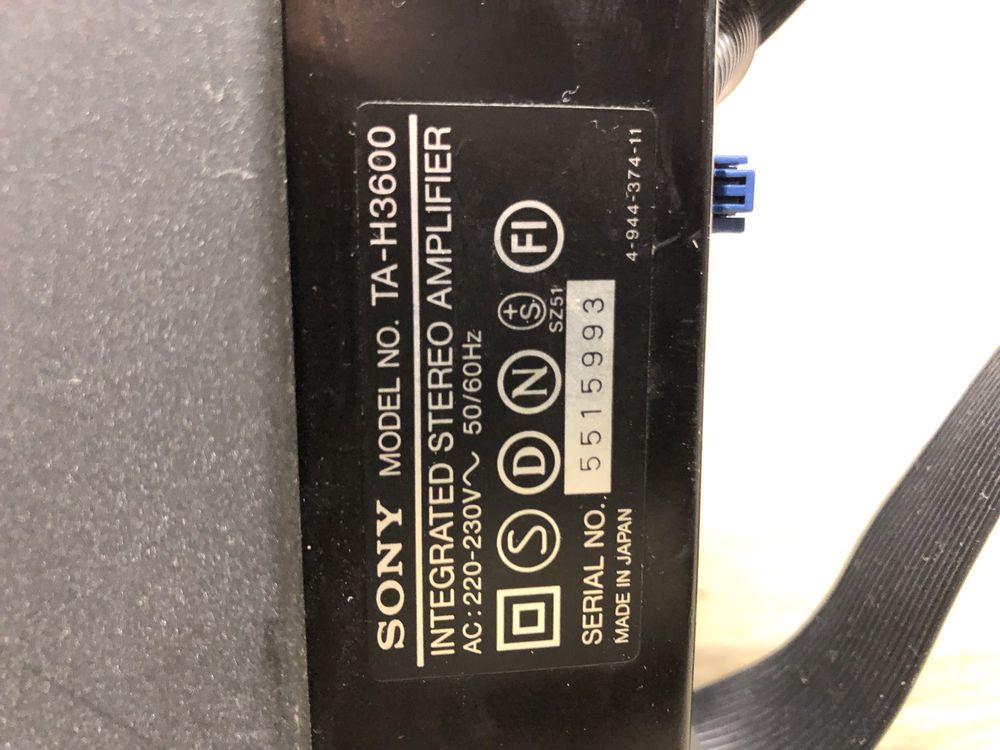 SONY MODEL NO. TA-H3600
INTEGRATED STEREO AMPLIFIER
AC: 220-230V~ 50/60Hz
S D N +S FI
SZ51
SERIAL NO. 5515993
MADE IN JAPAN
4-944-374-11